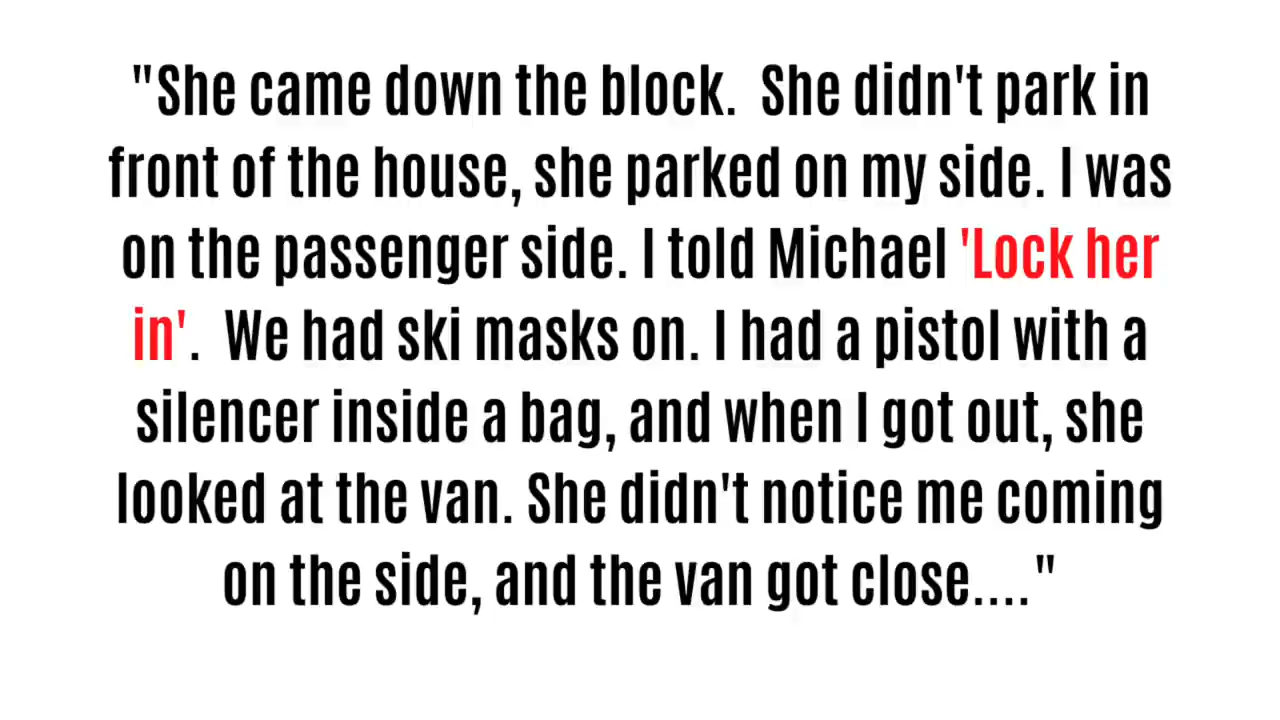 "She came down the block.  She didn't park in
front of the house, she parked on my side. I was
on the passenger side. I told Michael 'Lock her
in'.  We had ski masks on. I had a pistol with a
silencer inside a bag, and when I got out, she
looked at the van. She didn't notice me coming
on the side, and the van got close...."